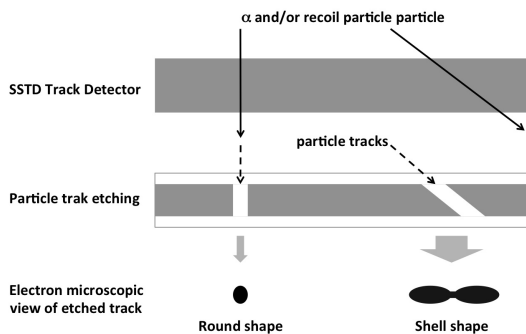 α and/or recoil particle particle
SSTD Track Detector
particle tracks
Particle trak etching
Electron microscopic
view of etched track
Round shape
Shell shape